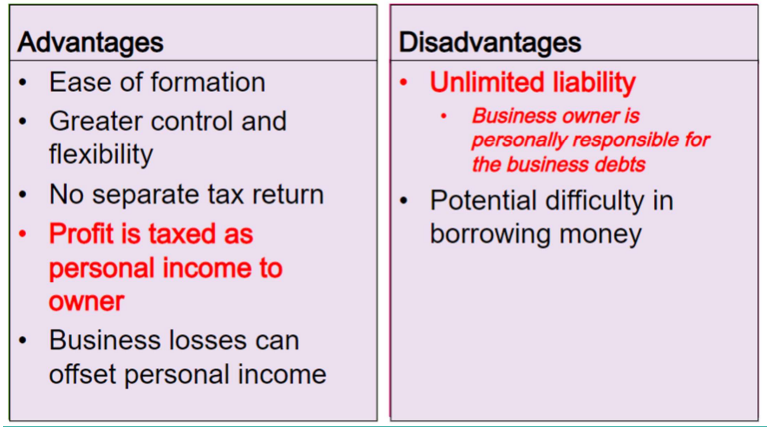 Advantages
• Ease of formation
• Greater control and
flexibility
• No separate tax return
• Profit is taxed as
personal income to
owner
• Business losses can
offset personal income
Disadvantages
• Unlimited liability
• Business owner is
personally responsible for
the business debts
• Potential difficulty in
borrowing money